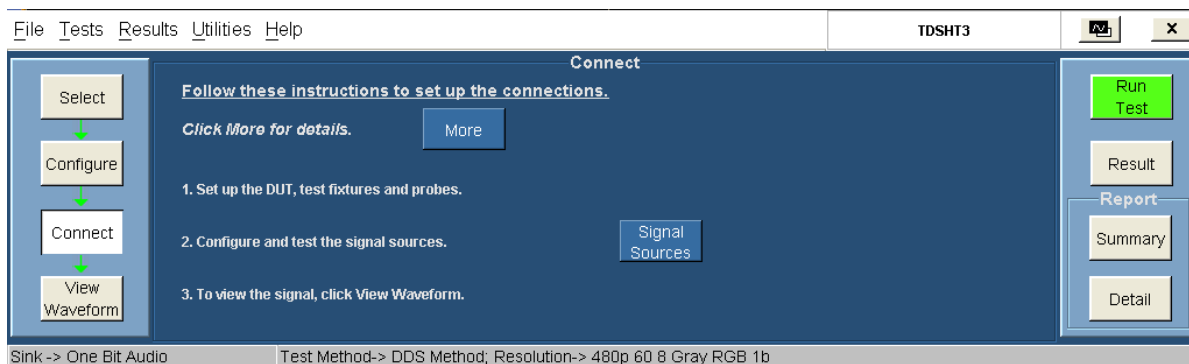 File Tests Results Utilities Help
TDSHT3
x
Connect
Select
Configure
Connect
View
Waveform
Follow these instructions to set up the connections.
Click More for details.
More
1. Set up the DUT, test fixtures and probes.
2. Configure and test the signal sources.
Signal
Sources
3. To view the signal, click View Waveform.
Run
Test
Result
Report
Summary
Detail
Sink -> One Bit Audio
Test Method-> DDS Method; Resolution-> 480p 60 8 Gray RGB 1b